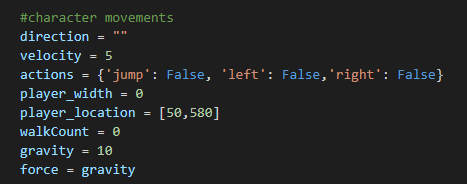 #character movements
direction = ""
velocity = 5
actions = {'jump': False, 'left': False,'right': False}
player_width = 0
player_location = [50,580]
walkCount = 0
gravity = 10
force = gravity